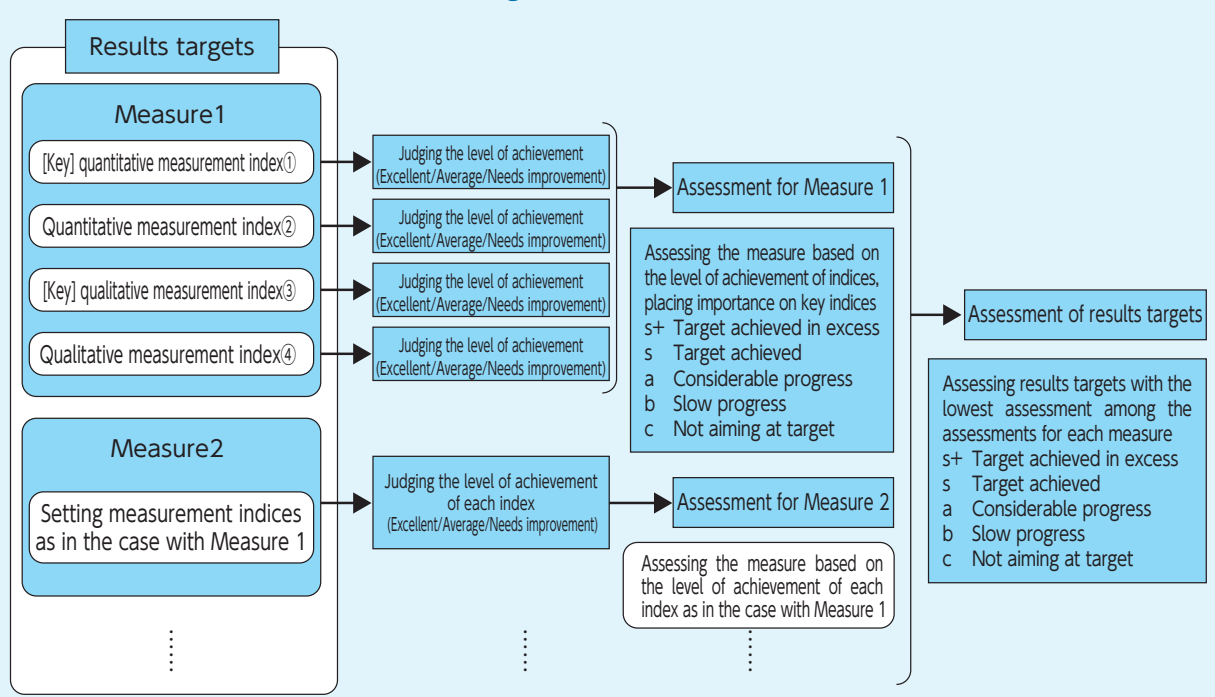 Results targets
Measure1
[Key] quantitative measurement index①
Quantitative measurement index②
[Key] qualitative measurement index③
Qualitative measurement index④
Judging the level of achievement
(Excellent/Average/Needs improvement)
Judging the level of achievement
(Excellent/Average/Needs improvement)
Judging the level of achievement
(Excellent/Average/Needs improvement)
Judging the level of achievement
(Excellent/Average/Needs improvement)
Assessment for Measure 1
Assessing the measure based on
the level of achievement of indices,
placing importance on key indices
s+ Target achieved in excess
s Target achieved
a Considerable progress
b Slow progress
c Not aiming at target
Measure2
Setting measurement indices
as in the case with Measure 1
Judging the level of achievement
of each index
(Excellent/Average/Needs improvement)
Assessment for Measure 2
Assessing the measure based on
the level of achievement of each
index as in the case with Measure 1
Assessment of results targets
Assessing results targets with the
lowest assessment among the
assessments for each measure
s+ Target achieved in excess
s Target achieved
a Considerable progress
b Slow progress
c Not aiming at target